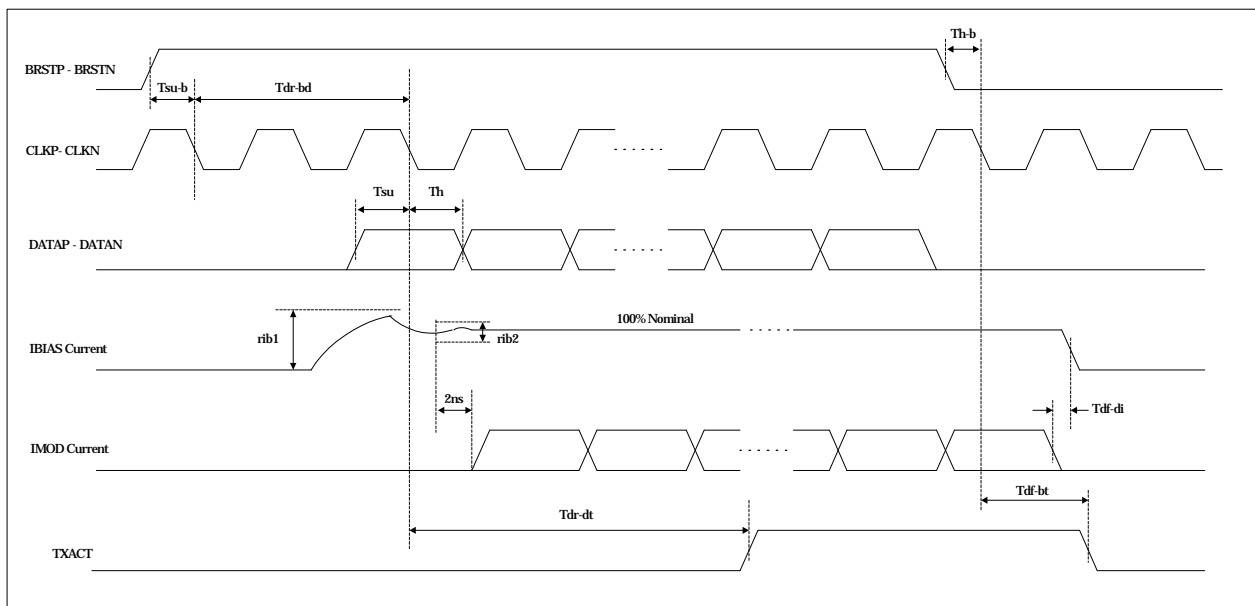 Th-b
BRSTP - BRSTN
Tsu-b
Tdr-bd
CLKP- CLKN
. . . . . .
Tsu
Th
DATAP - DATAN
. . . . . .
100% Nominal
rib1
rib2
. . . . . .
IBIAS Current
2ns
Tdf-di
IMOD Current
. . . . . .
Tdf-bt
Tdr-dt
TXACT